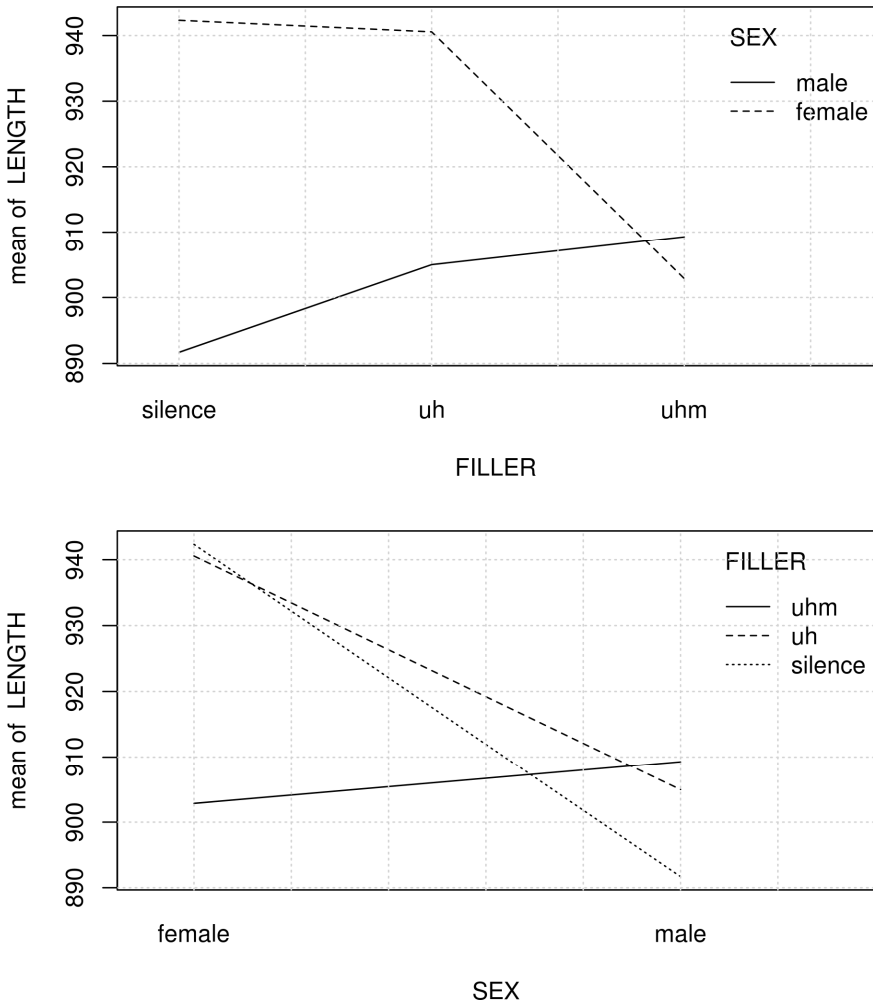 mean of LENGTH
940
930
920
910
900
890
SEX
male
female
silence uh uhm
FILLER
mean of LENGTH
940
930
920
910
900
890
FILLER
uhm
uh
silence
female male
SEX